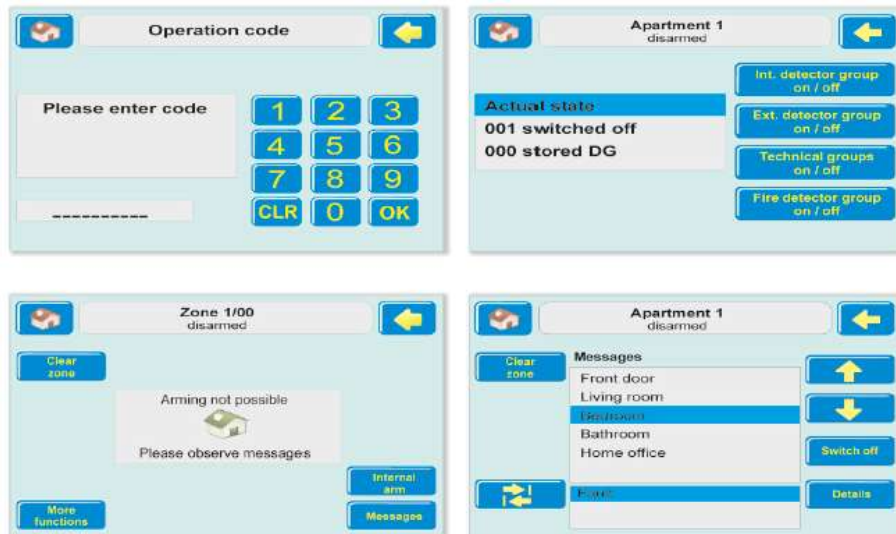 Operation code
Please enter code
1 2 3
4 5 6
7 8 9
CLR 0 OK
Apartment 1
disarmed
Actual state
001 switched off
000 stored DG
Int. detector group
on / off
Ext. detector group
on / off
Technical groups
on / off
Fire detector group
on / off
Zone 1/00
disarmed
Clear
zone
Arming not possible
Please observe messages
Internal
arm
More
functions
Messages
Apartment 1
disarmed
Clear
zone
Messages
Front door
Living room
Bedroom
Bathroom
Home office
Switch off
Details